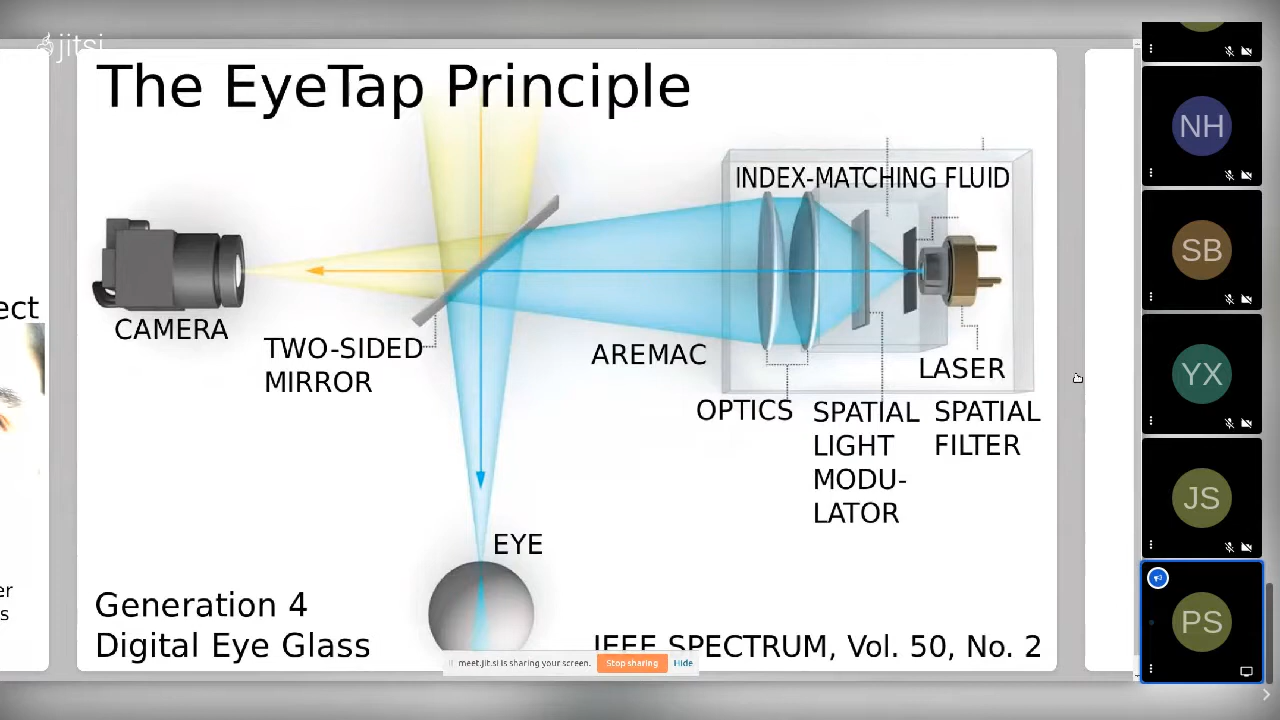 jitsi
The EyeTap Principle
INDEX-MATCHING FLUID
CAMERA
TWO-SIDED
MIRROR
AREMAC
LASER
OPTICS
SPATIAL
LIGHT
MODU-
LATOR
SPATIAL
FILTER
EYE
Generation 4
Digital Eye Glass
IEEE SPECTRUM, Vol. 50, No. 2
meet.jit.si is sharing your screen.
Stop sharing
Hide
ect
er
s
NH
SB
YX
JS
PS